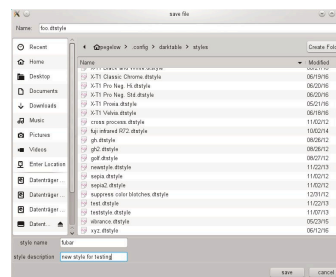 save file
Name: foo.dtstyle
Recent
Home
Desktop
Documents
Downloads
Music
Pictures
Videos
Enter Location
Datenträger ...
Datenträger ...
Datenträger ...
Datent...
pegelow > .config > darktable > styles
Create Fold
Name Modified
X-T1 Classic Chrome.dtstyle 06/19/16
X-T1 Pro Neg. Hi.dtstyle 06/20/16
X-T1 Pro Neg. Std.dtstyle 06/20/16
X-T1 Provia.dtstyle 05/21/16
X-T1 Velvia.dtstyle 06/18/16
cross process.dtstyle 11/02/12
fuji infrared R72.dtstyle 10/02/14
gh.dtstyle 08/26/12
gh2.dtstyle 08/26/12
golf.dtstyle 08/27/12
newstyle.dtstyle 11/22/13
sepia.dtstyle 11/02/12
sepia2.dtstyle 11/02/12
suppress color blotches.dtstyle 12/31/12
test.dtstyle 11/22/13
teststyle.dtstyle 11/07/13
vibrance.dtstyle 05/23/15
xyz.dtstyle 06/12/16
style name fubar
style description new style for testing
save cancel